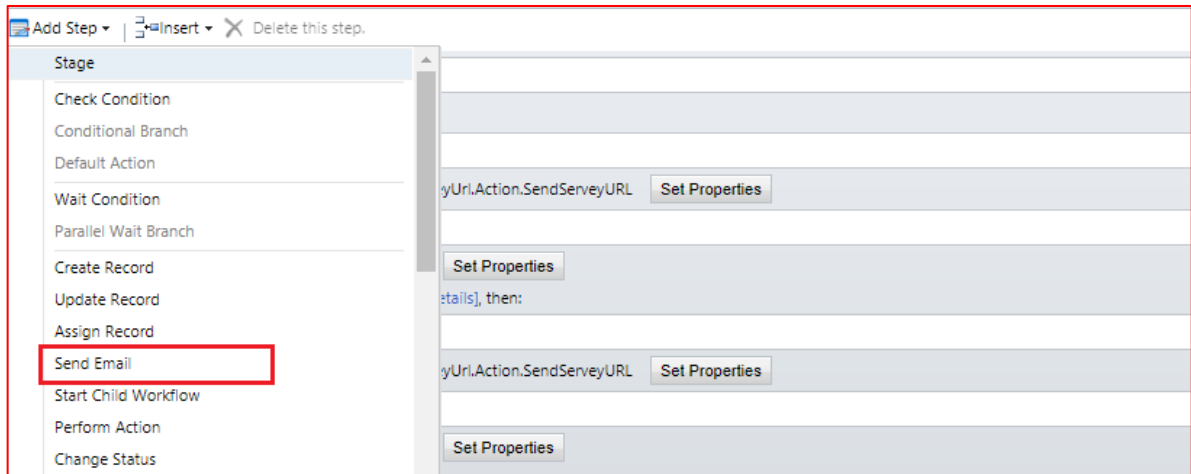 Add Step Insert Delete this step.
Stage
Check Condition
Conditional Branch
Default Action
yUrl.Action.SendServeyURL Set Properties
Wait Condition
Parallel Wait Branch
Create Record Set Properties
Update Record etails], then:
Assign Record
Send Email
yUrl.Action.SendServeyURL Set Properties
Start Child Workflow
Perform Action
Set Properties
Change Status